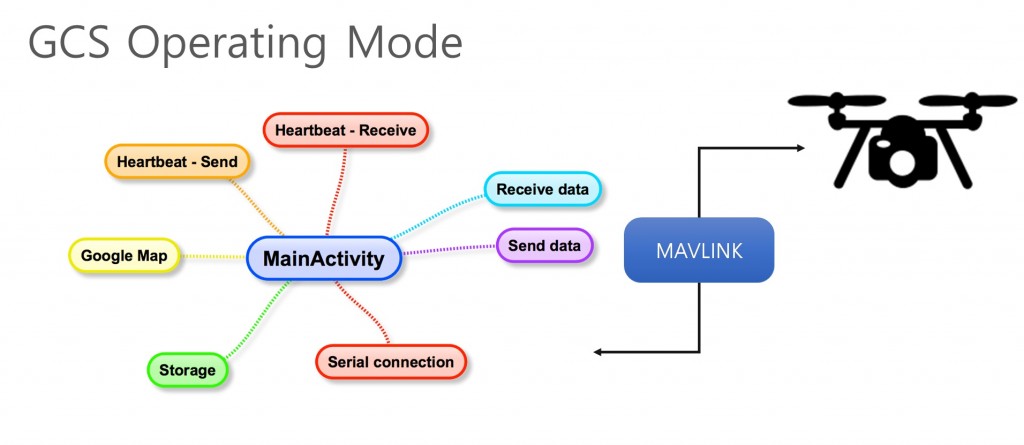 GCS Operating Mode
Heartbeat - Receive
Heartbeat - Send
Receive data
Send data
Google Map
MainActivity
MAVLINK
Serial connection
Storage